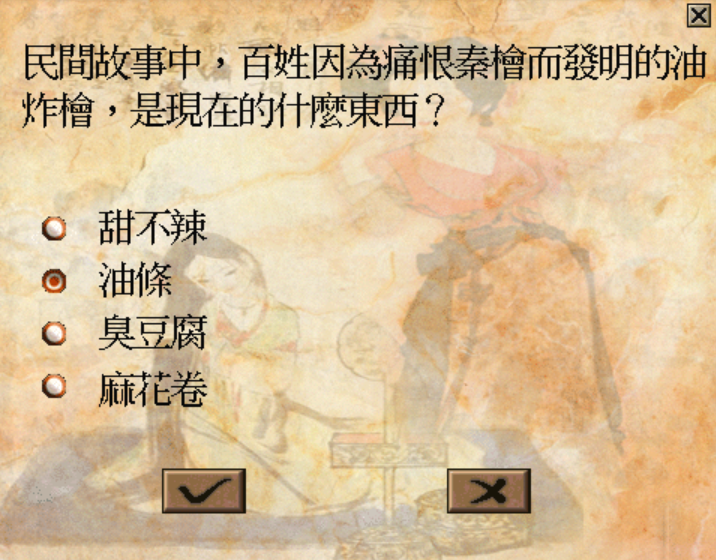 民間故事中，百姓因為痛恨秦檜而發明的油
炸檜，是現在的什麼東西？
甜不辣
油條
臭豆腐
麻花卷